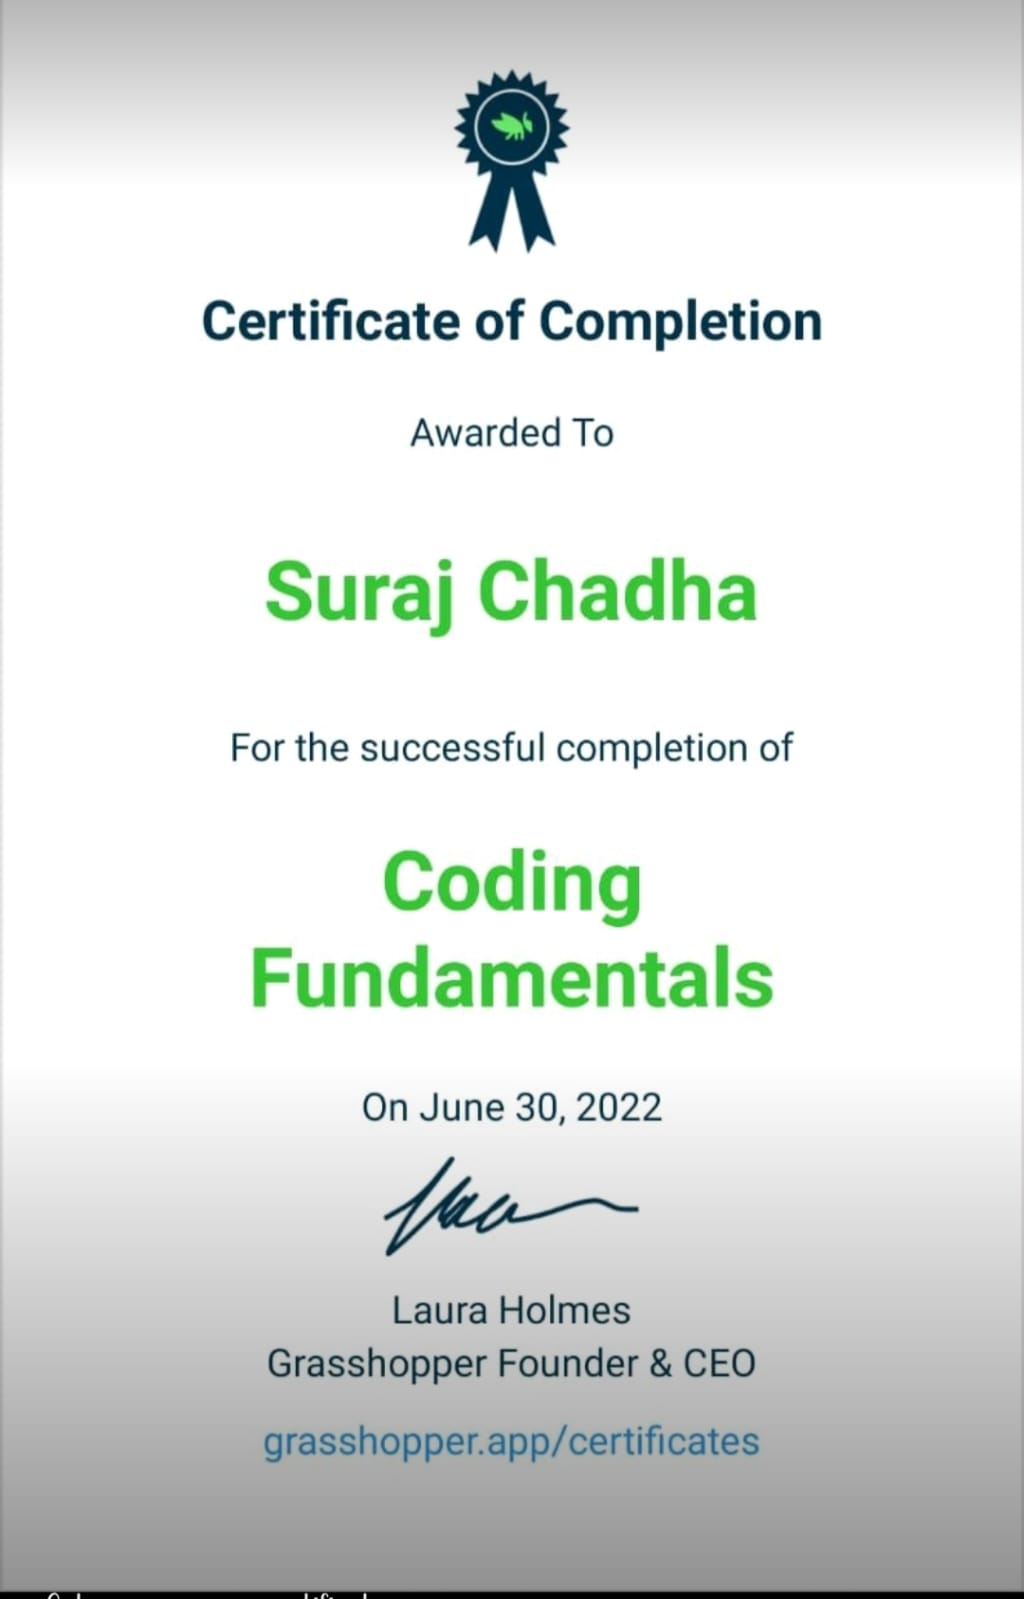 Certificate of Completion
Awarded To
Suraj Chadha
For the successful completion of
Coding
Fundamentals
On June 30, 2022
Laura Holmes
Grasshopper Founder & CEO
grasshopper.app/certificates